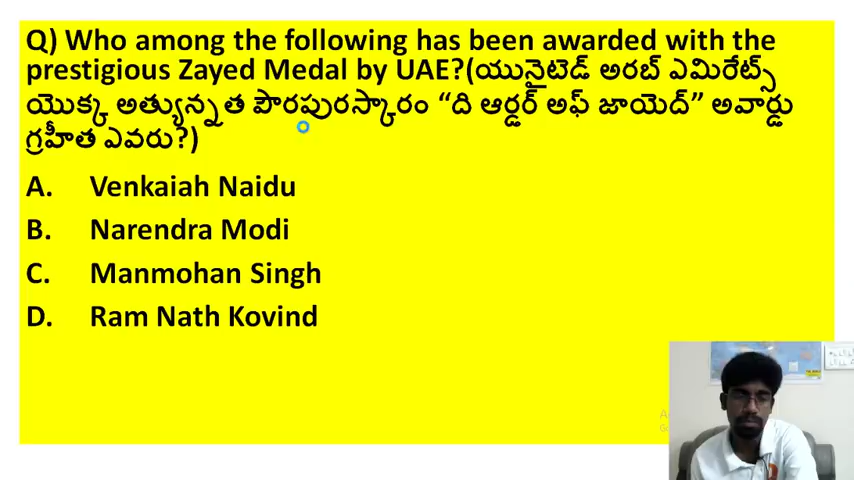 Q) Who among the following has been awarded with the
prestigious Zayed Medal by UAE?(యునైటెడ్ అరబ్ ఎమిరేట్స్
యొక్క అత్యున్నత పౌరపురస్కారం “ది ఆర్డర్ అఫ్ జాయెద్” అవార్డు
గ్రహీత ఎవరు?)
A. Venkaiah Naidu
B. Narendra Modi
C. Manmohan Singh
D. Ram Nath Kovind